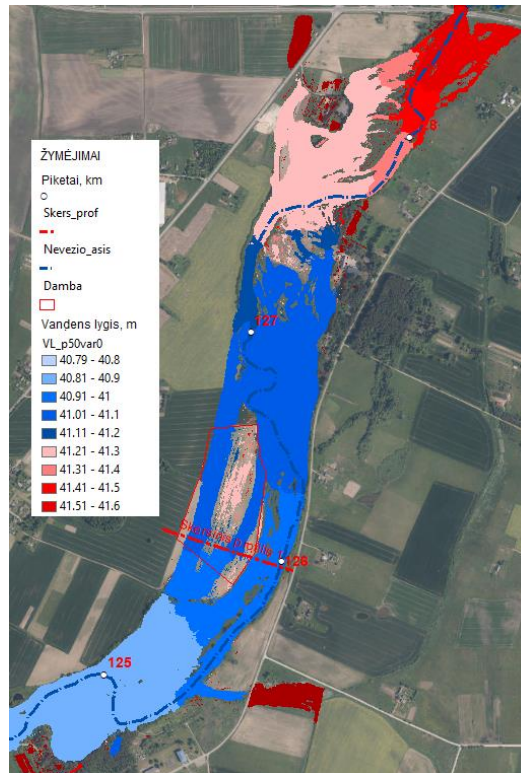 ŽYMĖJIMAI
Piketai, km
Skers_prof
Nevezio_asis
Damba
Vandens lygis, m
VL_p50var0
40.79 - 40.8
40.81 - 40.9
40.91 - 41
41.01 - 41.1
41.11 - 41.2
41.21 - 41.3
41.31 - 41.4
41.41 - 41.5
41.51 - 41.6
127
126
125